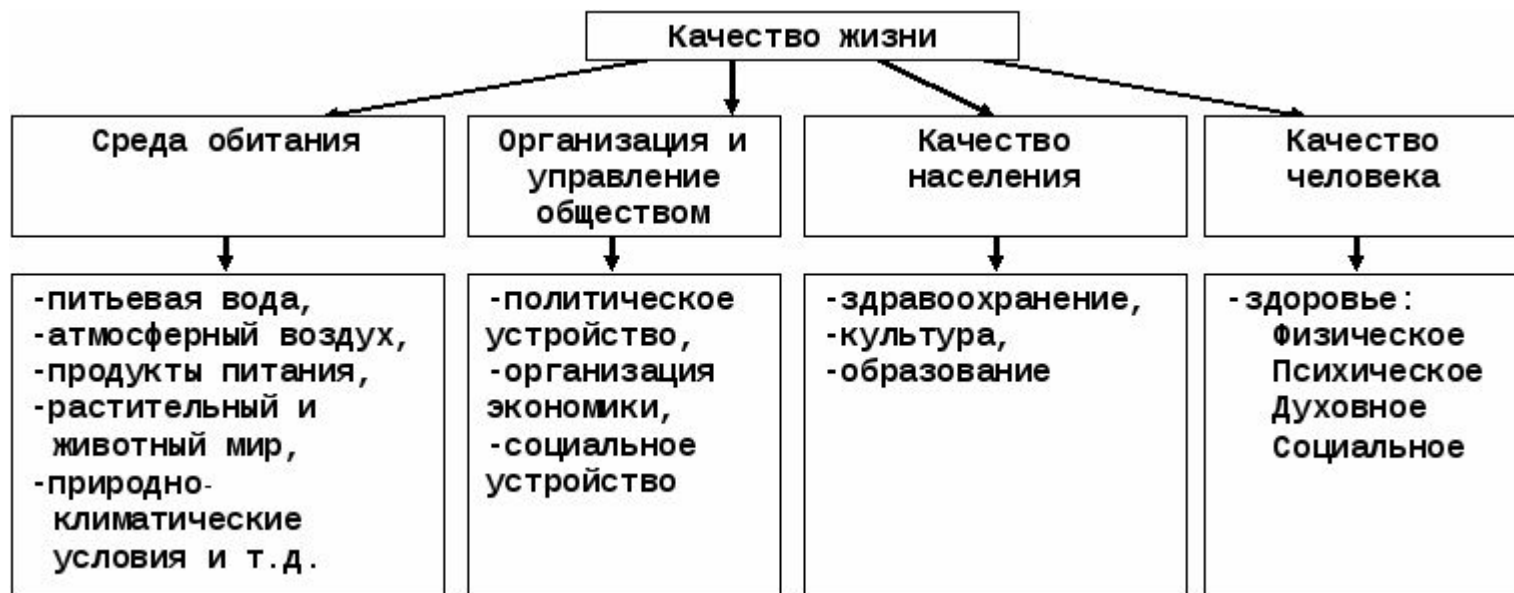 Качество жизни
Среда обитания
Организация и
управление
обществом
Качество
населения
Качество
человека
-питьевая вода,
-атмосферный воздух,
-продукты питания,
-растительный и
животный мир,
-природно-
климатические
условия и т.д.
-политическое
устройство,
-организация
экономики,
-социальное
устройство
-здравоохранение,
-культура,
-образование
-здоровье:
Физическое
Психическое
Духовное
Социальное